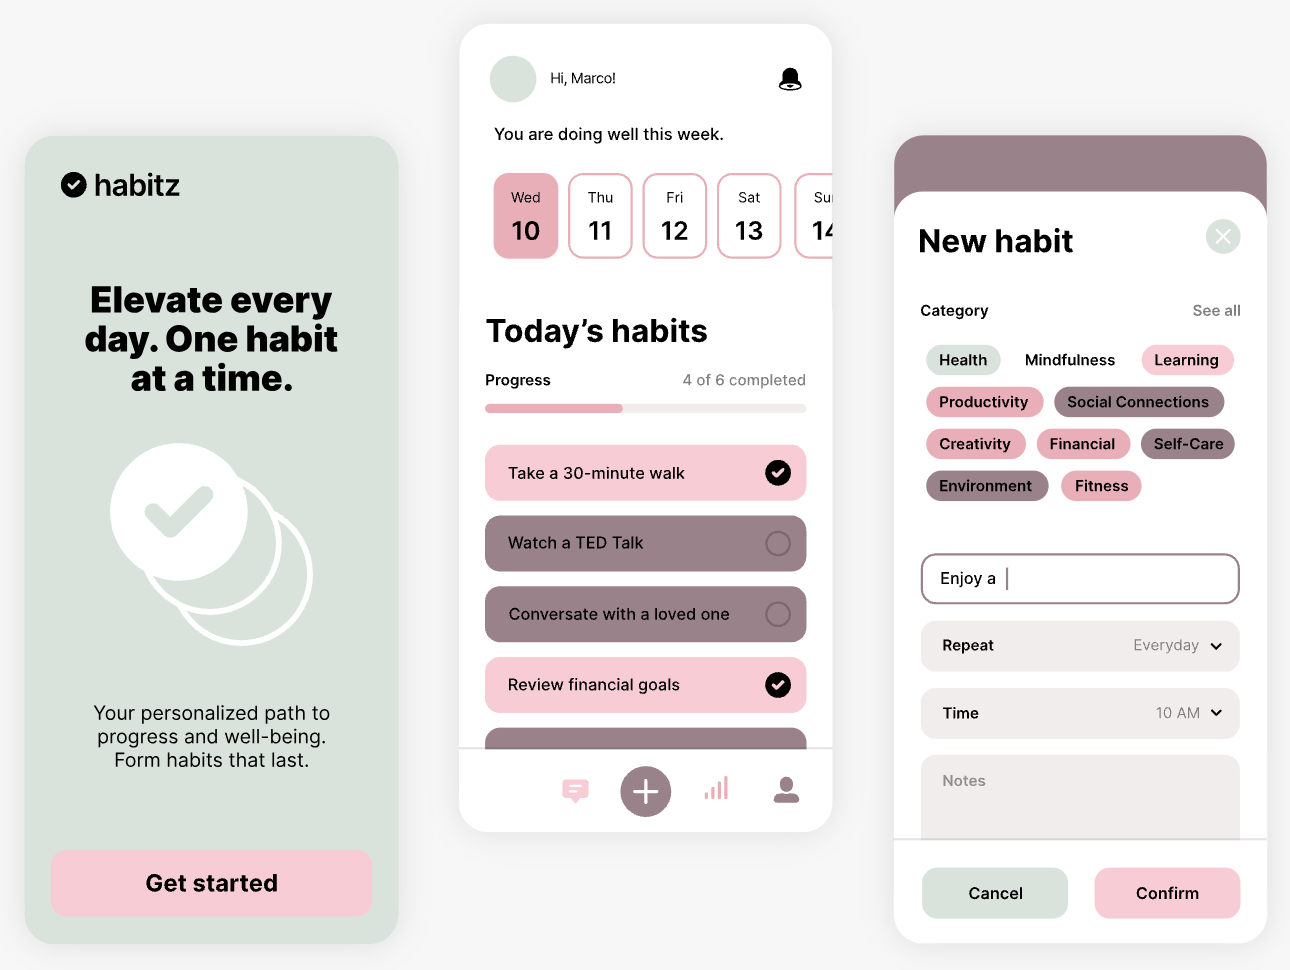 habitz
Elevate every
day. One habit
at a time.
Your personalized path to
progress and well-being.
Form habits that last.
Get started
Hi, Marco!
You are doing well this week.
Wed Thu Fri Sat Sun
10 11 12 13 14
Today’s habits
Progress 4 of 6 completed
Take a 30-minute walk
Watch a TED Talk
Conversate with a loved one
Review financial goals
New habit
Category See all
Health Mindfulness Learning
Productivity Social Connections
Creativity Financial Self-Care
Environment Fitness
Enjoy a
Repeat Everyday
Time 10 AM
Notes
Cancel Confirm